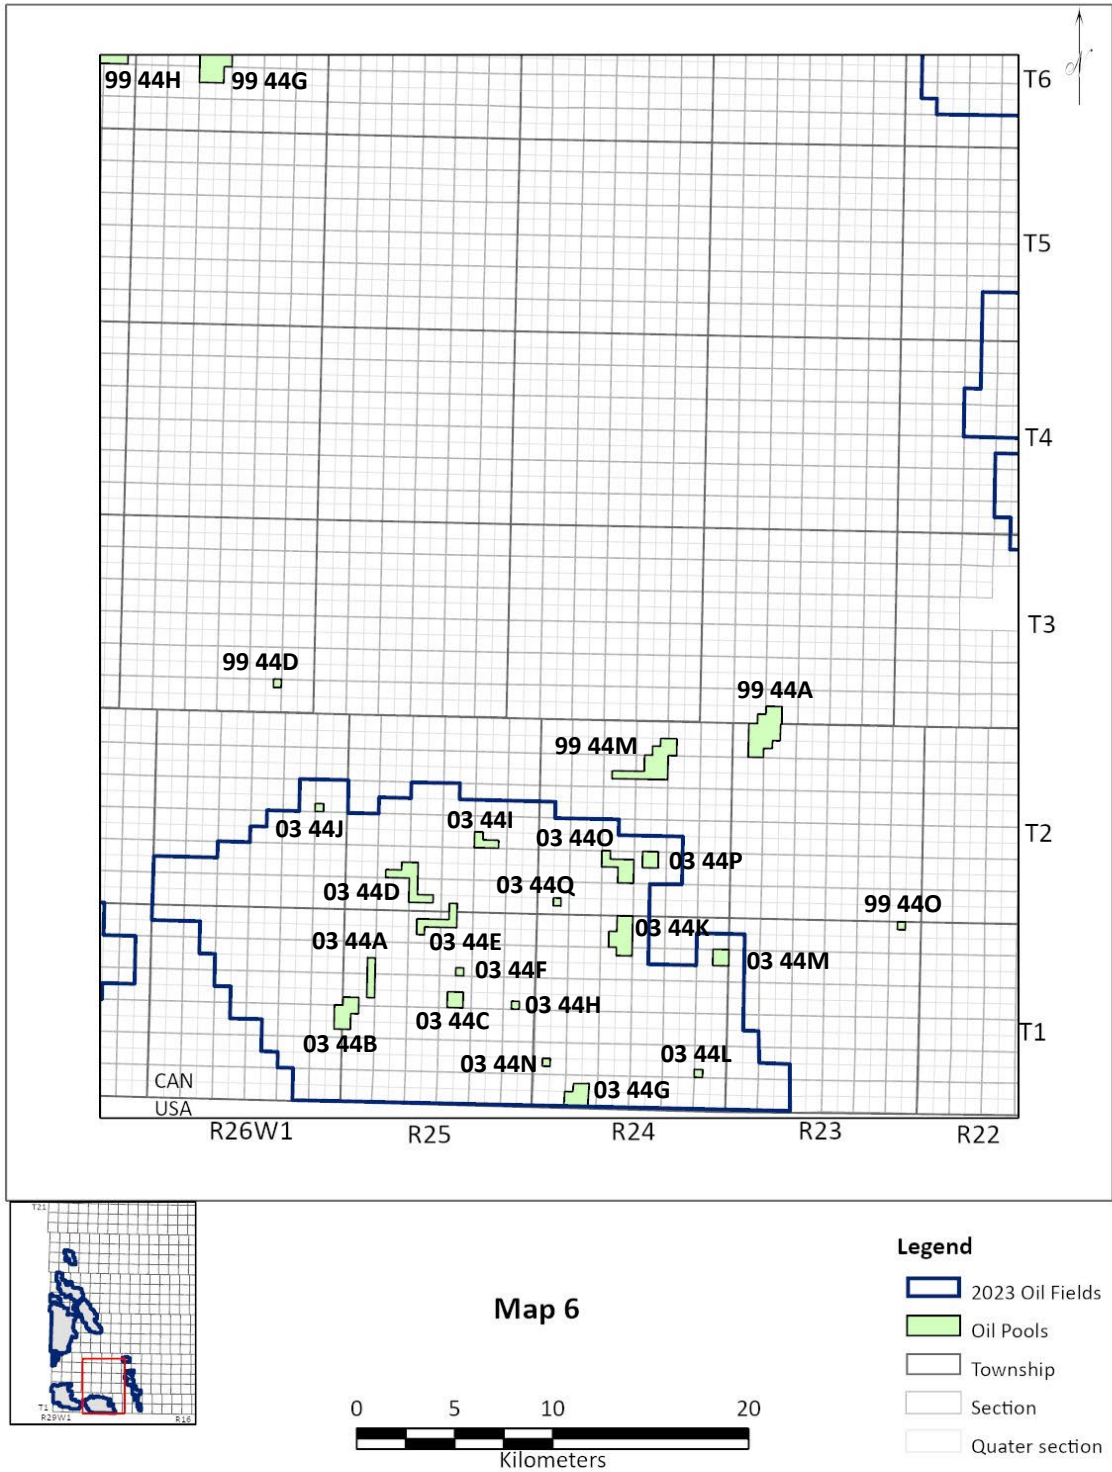 99 44H
99 44G
T6
T5
T4
T3
99 44D
99 44A
99 44M
03 44J
03 44I
03 44O
03 44P
T2
03 44D
03 44Q
99 44O
03 44K
03 44A
03 44E
03 44F
03 44M
03 44C
03 44H
03 44B
T1
03 44N
03 44L
03 44G
CAN
USA
R26W1
R25
R24
R23
R22
T21
T1
R29W1
R16
Map 6
0 5 10 20
Kilometers
Legend
2023 Oil Fields
Oil Pools
Township
Section
Quater section